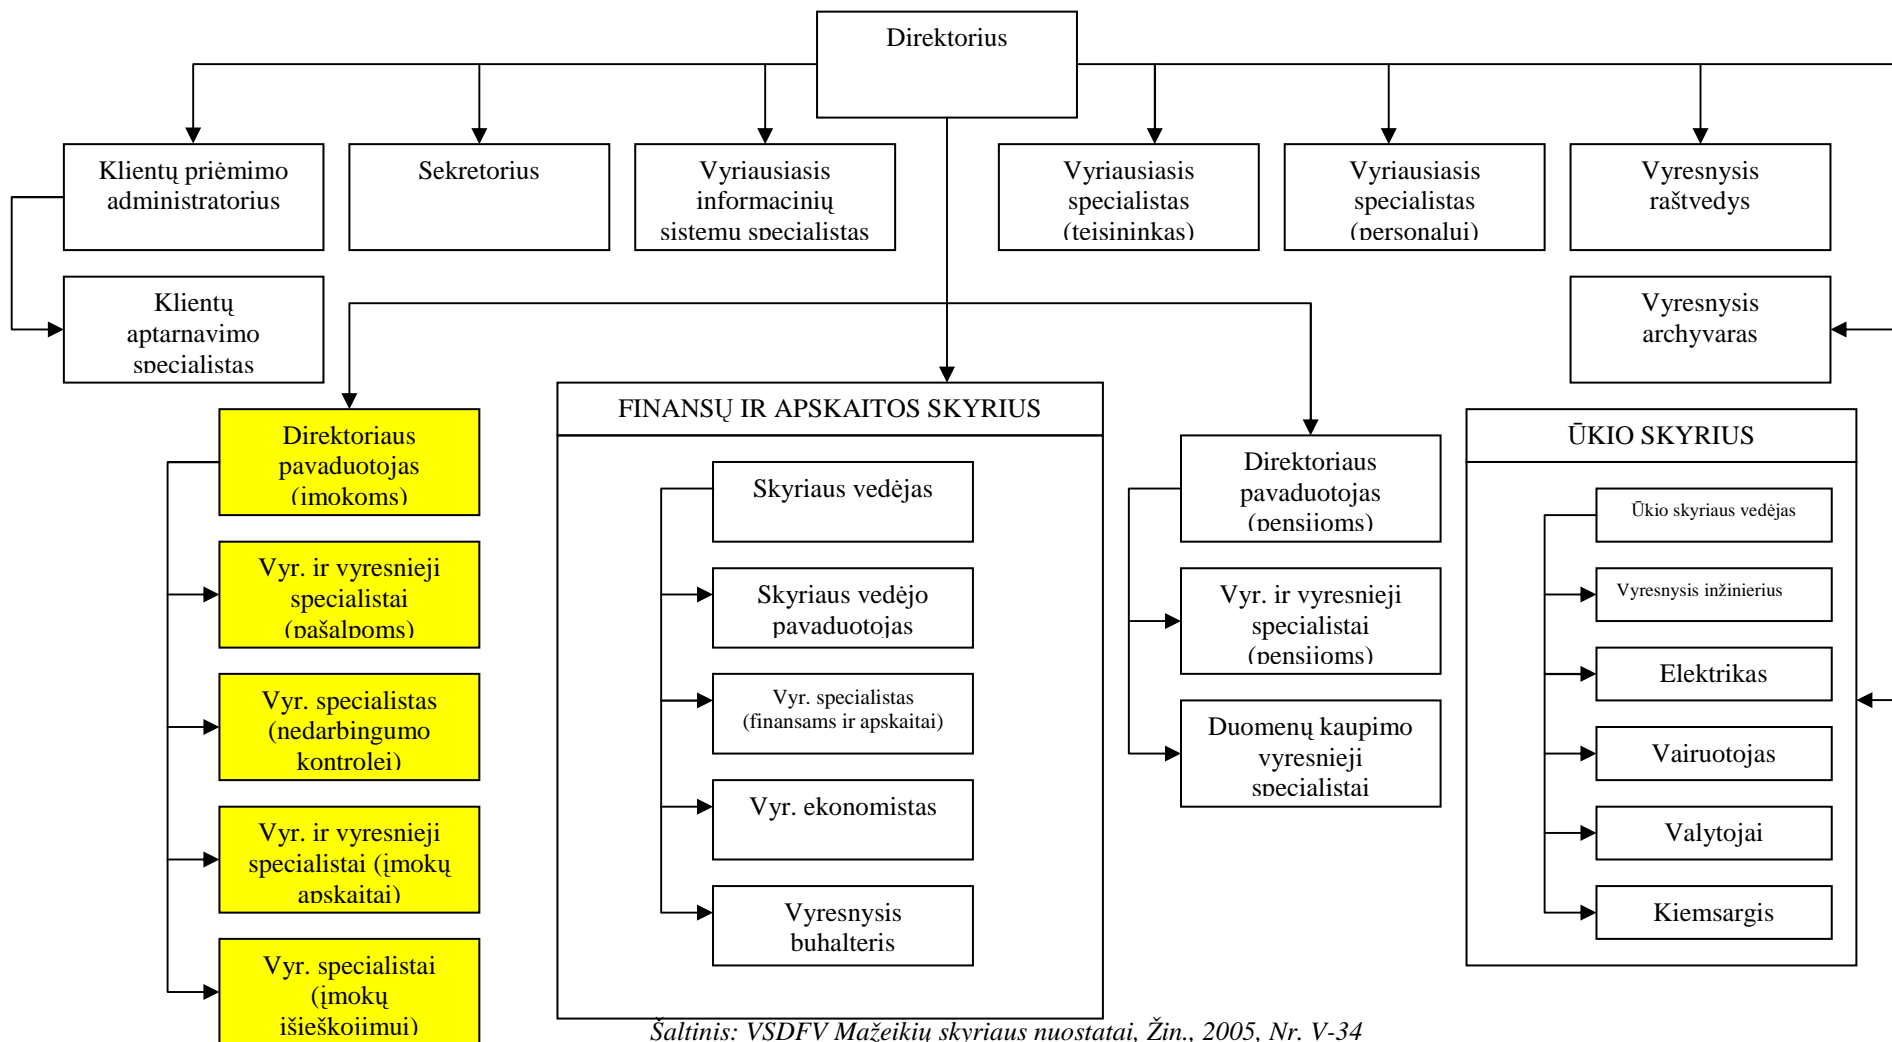 Direktorius
Klientų priėmimo
administratorius
Sekretorius
Vyriausiasis
informacinių
sistemų specialistas
Vyriausiasis
specialistas
(teisininkas)
Vyriausiasis
specialistas
(personalui)
Vyresnysis
raštvedys
Klientų
aptarnavimo
specialistas
Vyresnysis
archyvaras
Direktoriaus
pavaduotojas
(įmokoms)
Vyr. ir vyresnieji
specialistai
(pašalpoms)
Vyr. specialistas
(nedarbingumo
kontrolei)
Vyr. ir vyresnieji
specialistai (įmokų
apskaitai)
Vyr. specialistai
(įmokų
išieškojimui)
FINANSŲ IR APSKAITOS SKYRIUS
Skyriaus vedėjas
Skyriaus vedėjo
pavaduotojas
Vyr. specialistas
(finansams ir apskaitai)
Vyr. ekonomistas
Vyresnysis
buhalteris
Direktoriaus
pavaduotojas
(pensijoms)
Vyr. ir vyresnieji
specialistai
(pensijoms)
Duomenų kaupimo
vyresnieji
specialistai
ŪKIO SKYRIUS
Ūkio skyriaus vedėjas
Vyresnysis inžinierius
Elektrikas
Vairuotojas
Valytojai
Kiemsargis
Šaltinis: VSDFV Mažeikių skyriaus nuostatai, Žin., 2005, Nr. V-34